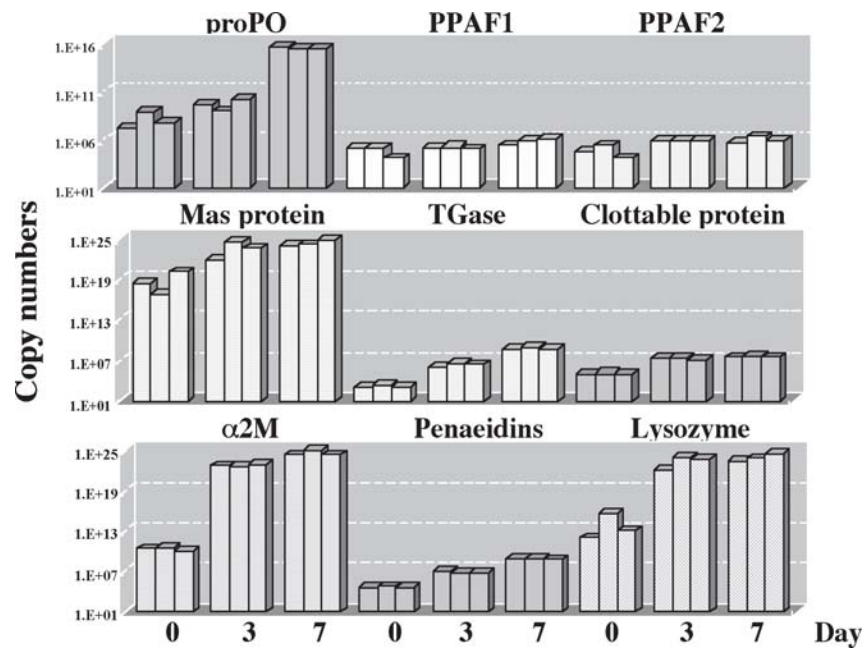 proPO PPAF1 PPAF2
1.E+16
1.E+11
1.E+06
1.E+01
Mas protein TGase Clottable protein
1.E+25
1.E+19
1.E+13
1.E+07
1.E+01
Copy numbers
α2M Penaeidins Lysozyme
1.E+25
1.E+19
1.E+13
1.E+07
1.E+01
0 3 7 0 3 7 0 3 7 Day